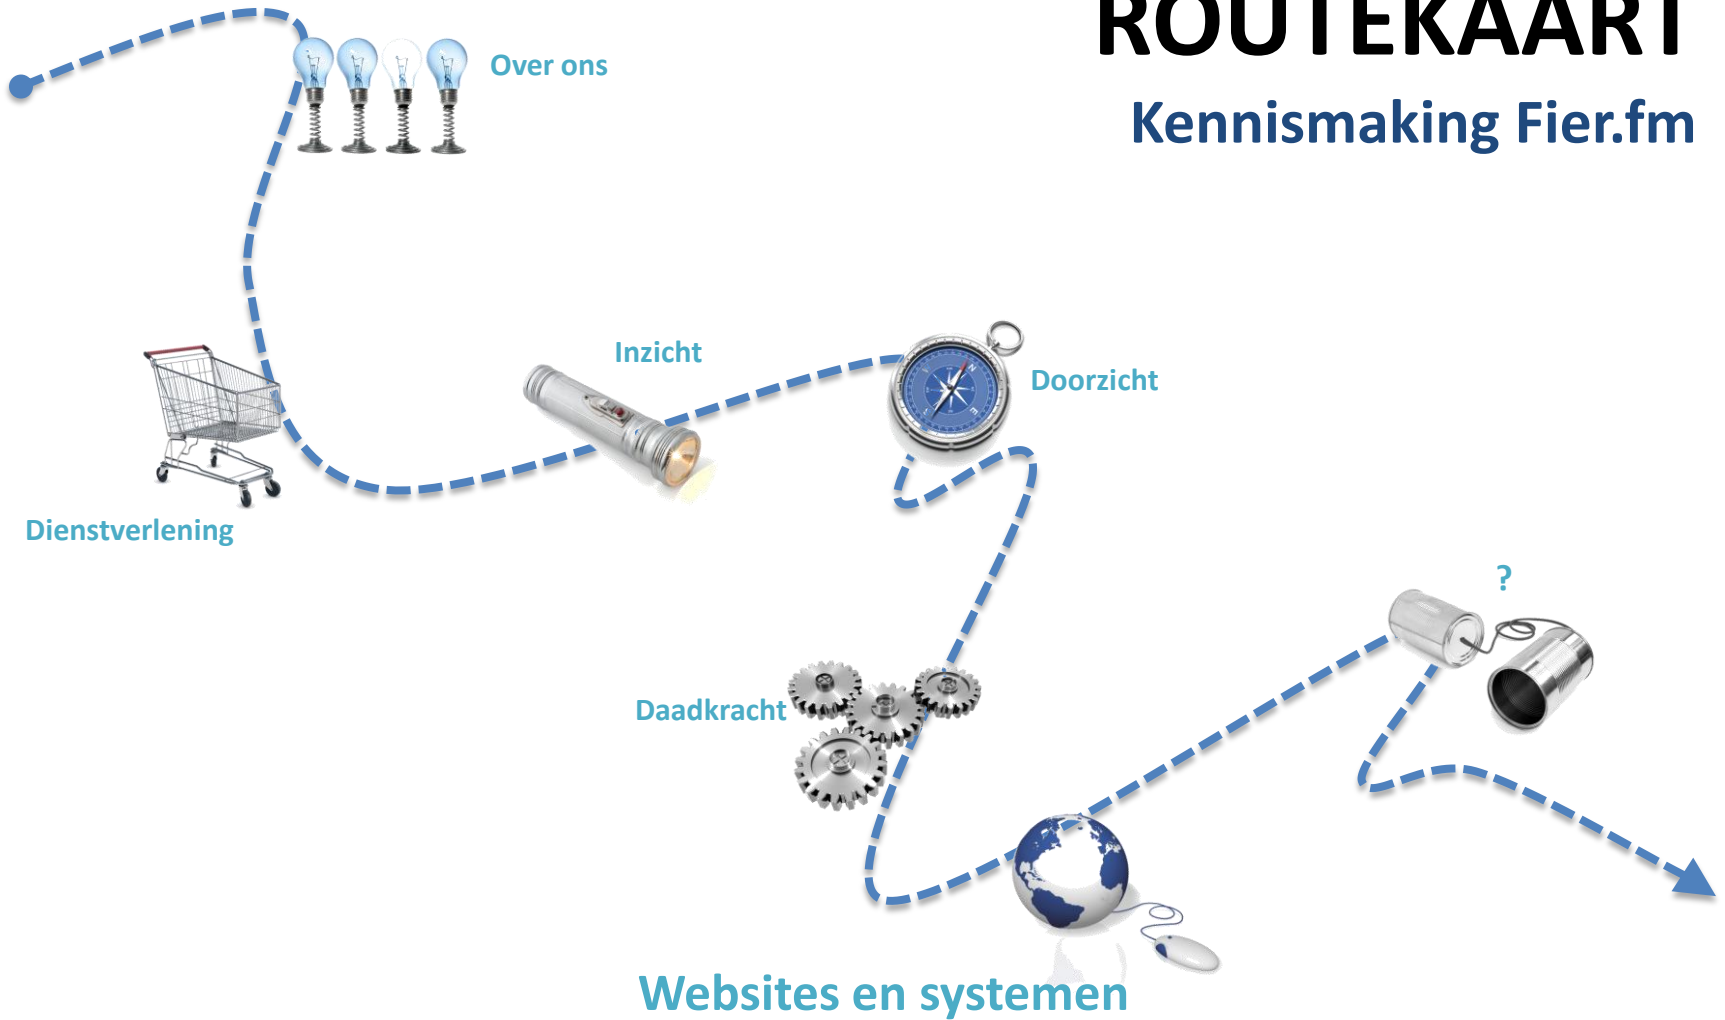 ROUTEKAART
Kennismaking Fier.fm
Over ons
Inzicht
Doorzicht
Dienstverlening
?
Daadkracht
Websites en systemen